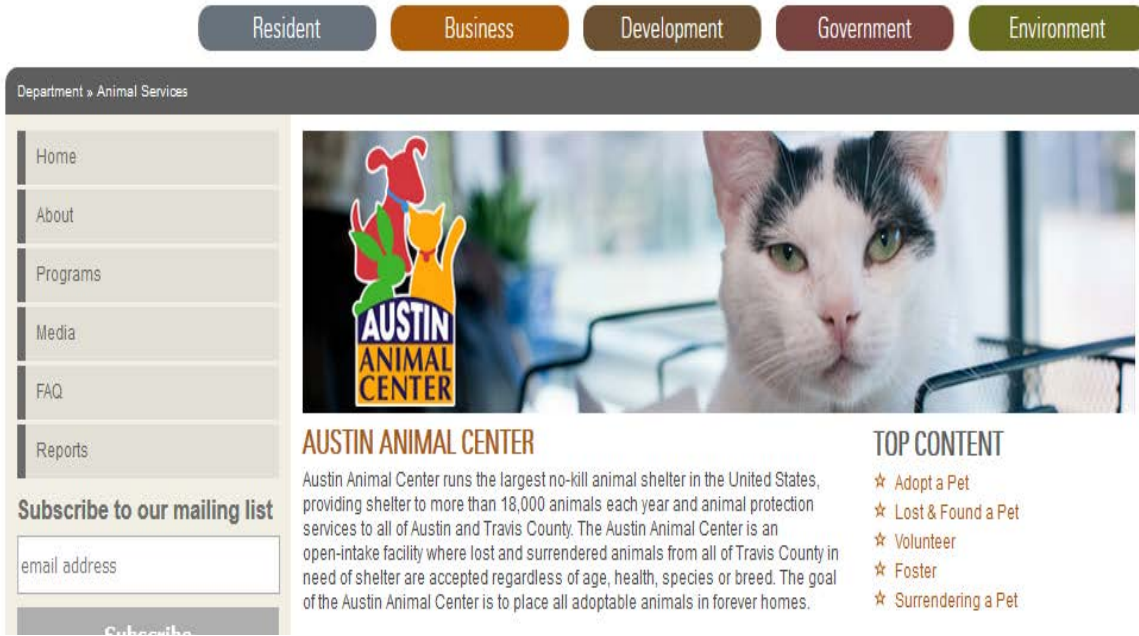 Resident
Business
Development
Government
Environment
Department » Animal Services
Home
About
Programs
Media
FAQ
Reports
Subscribe to our mailing list
email address
Subscribe
AUSTIN
ANIMAL
CENTER
AUSTIN ANIMAL CENTER
Austin Animal Center runs the largest no-kill animal shelter in the United States,
providing shelter to more than 18,000 animals each year and animal protection
services to all of Austin and Travis County. The Austin Animal Center is an
open-intake facility where lost and surrendered animals from all of Travis County in
need of shelter are accepted regardless of age, health, species or breed. The goal
of the Austin Animal Center is to place all adoptable animals in forever homes.
TOP CONTENT
Adopt a Pet
Lost & Found a Pet
Volunteer
Foster
Surrendering a Pet